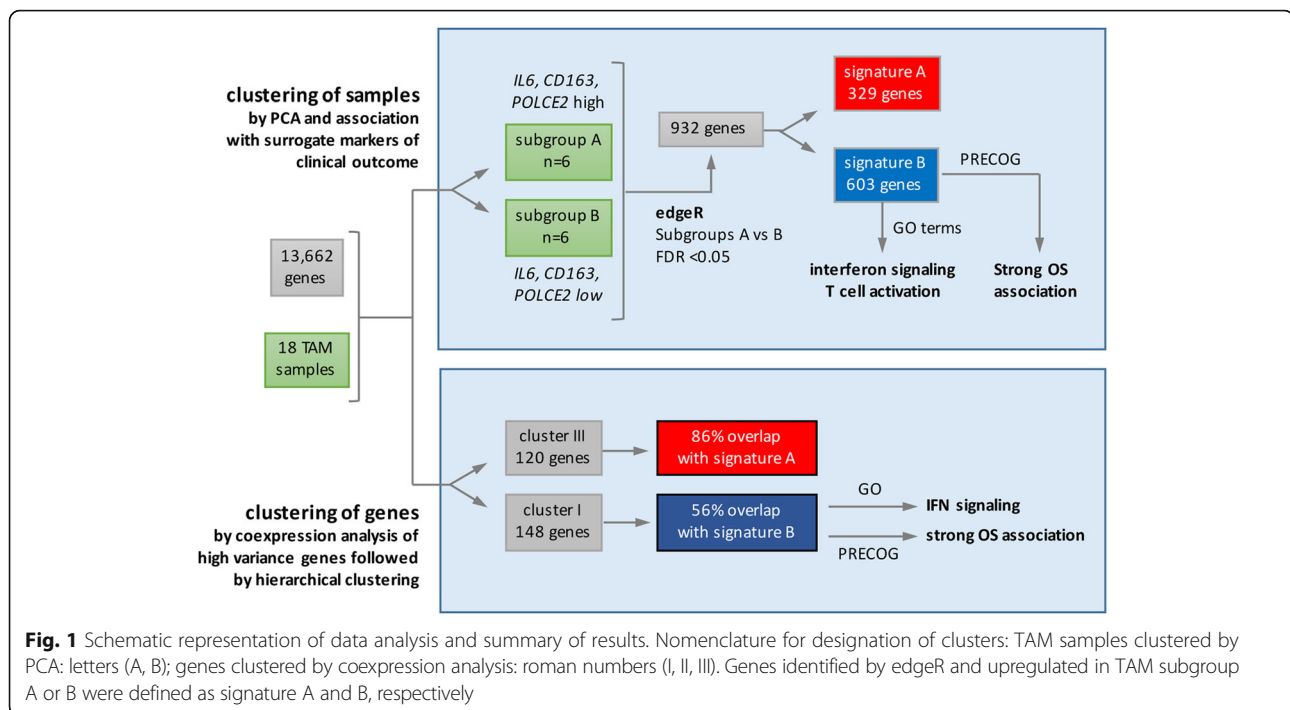 clustering of samples
by PCA and association
with surrogate markers of
clinical outcome
13,662
genes
18 TAM
samples
IL6, CD163,
POLCE2 high
subgroup A
n=6
subgroup B
n=6
IL6, CD163,
POLCE2 low
932 genes
edgeR
Subgroups A vs B
FDR <0.05
signature A
329 genes
signature B
603 genes
PRECOG
GO terms
interferon signaling
T cell activation
Strong OS
association
clustering of genes
by coexpression analysis of
high variance genes followed
by hierarchical clustering
cluster III
120 genes
86% overlap
with signature A
cluster I
148 genes
56% overlap
with signature B
GO
IFN signaling
PRECOG
strong OS association
Fig. 1 Schematic representation of data analysis and summary of results. Nomenclature for designation of clusters: TAM samples clustered by
PCA: letters (A, B); genes clustered by coexpression analysis: roman numbers (I, II, III). Genes identified by edgeR and upregulated in TAM subgroup
A or B were defined as signature A and B, respectively